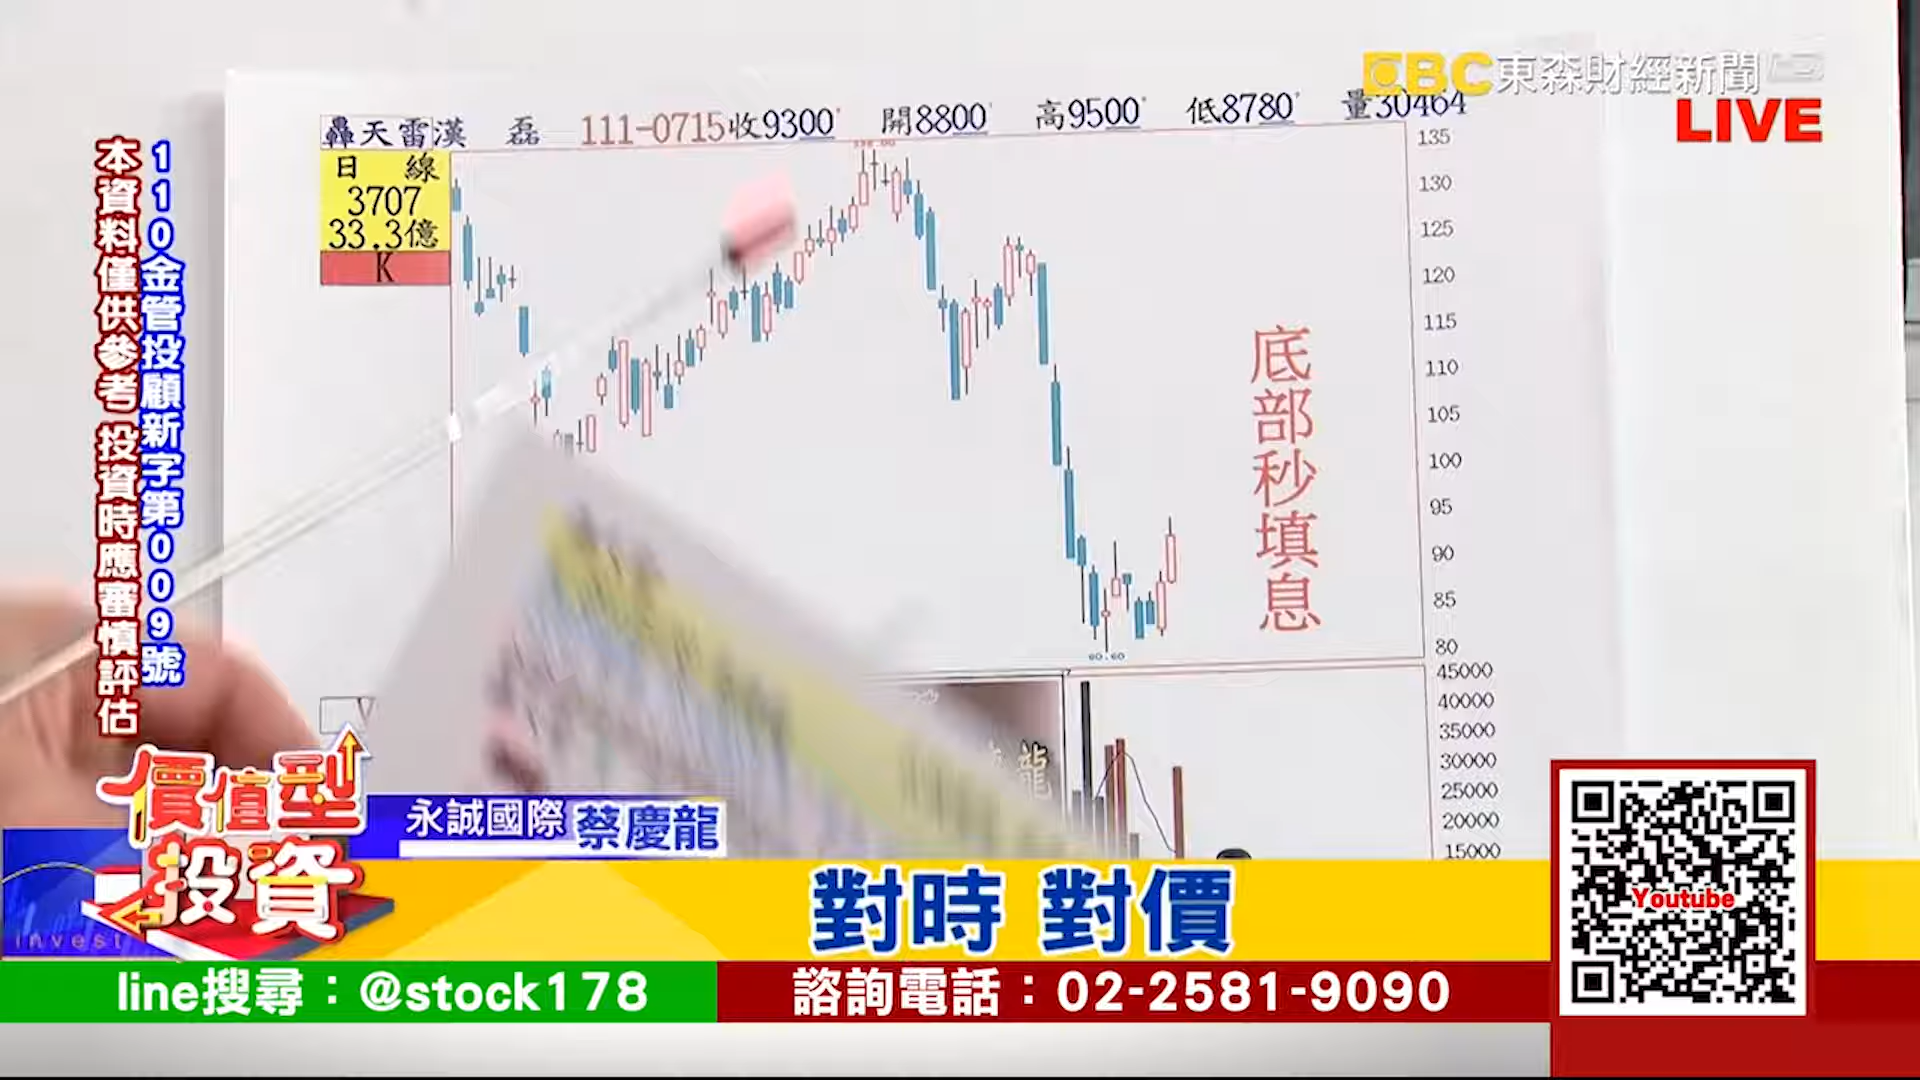 EBC東森財經新聞
LIVE
轟天雷漢 磊 111-0715收9300 開8800 高9500 低8780 量30464
日 線
3707
33.3億
K
135
130
125
120
115
110
105
100
95
90
85
80
45000
40000
35000
30000
25000
20000
15000
底部秒填息
110金管投顧新字第009號
本資料僅供參考 投資時應審慎評估
價值型
投資
invest
永誠國際 蔡慶龍
對時 對價
line搜尋：@stock178
諮詢電話：02-2581-9090
Youtube
龍